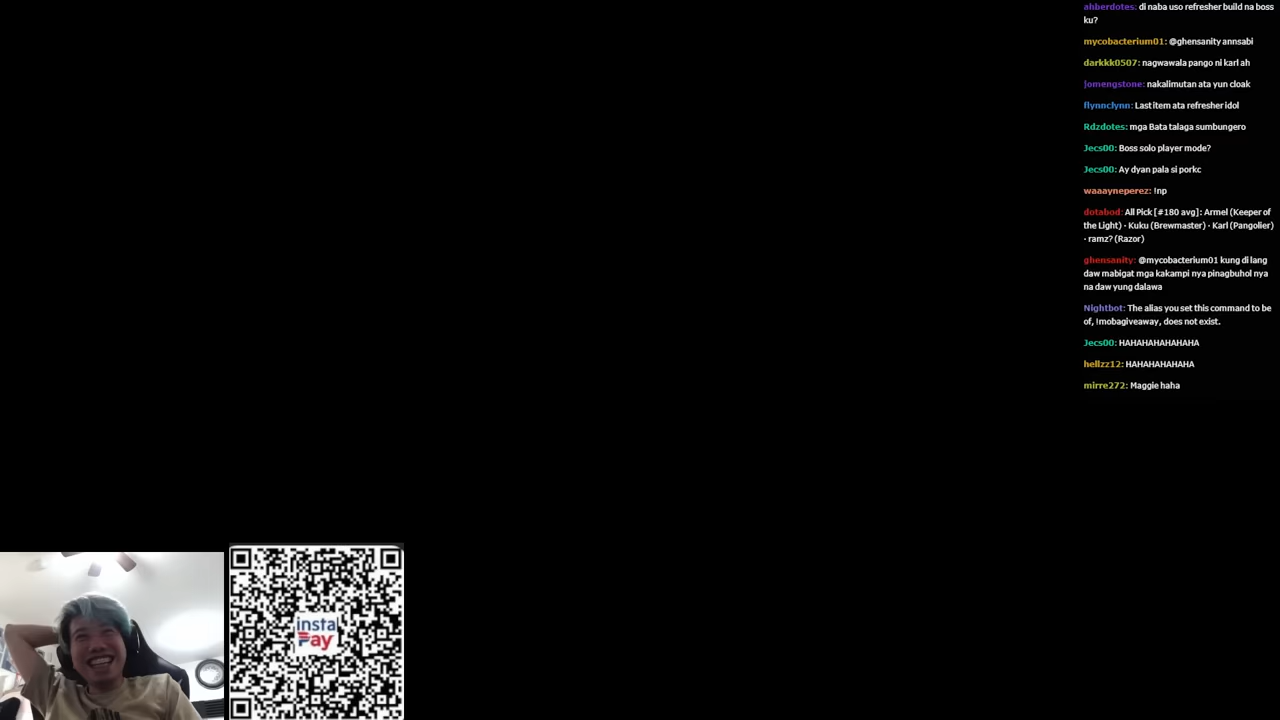 ahberdotes: di naba uso refresher build na boss
ku?
mycobacterium01: @ghensanity annsabi
darkkk0507: nagwawala pango ni karl ah
jomengstone: nakalimutan ata yun cloak
flynnclynn: Last item ata refresher idol
Rdzdotes: mga Bata talaga sumbungero
Jecs00: Boss solo player mode?
Jecs00: Ay dyan pala si porkc
waaayneperez: !np
dotabod: All Pick [#180 avg]: Armel (Keeper of
the Light) · Kuku (Brewmaster) · Karl (Pangolier)
· ramz? (Razor)
ghensanity: @mycobacterium01 kung di lang
daw mabigat mga kakampi nya pinagbuhol nya
na daw yung dalawa
Nightbot: The alias you set this command to be
of, !mobagiveaway, does not exist.
Jecs00: HAHAHAHAHAHAHA
hellzz12: HAHAHAHAHAHA
mirre272: Maggie haha
insta
Pay